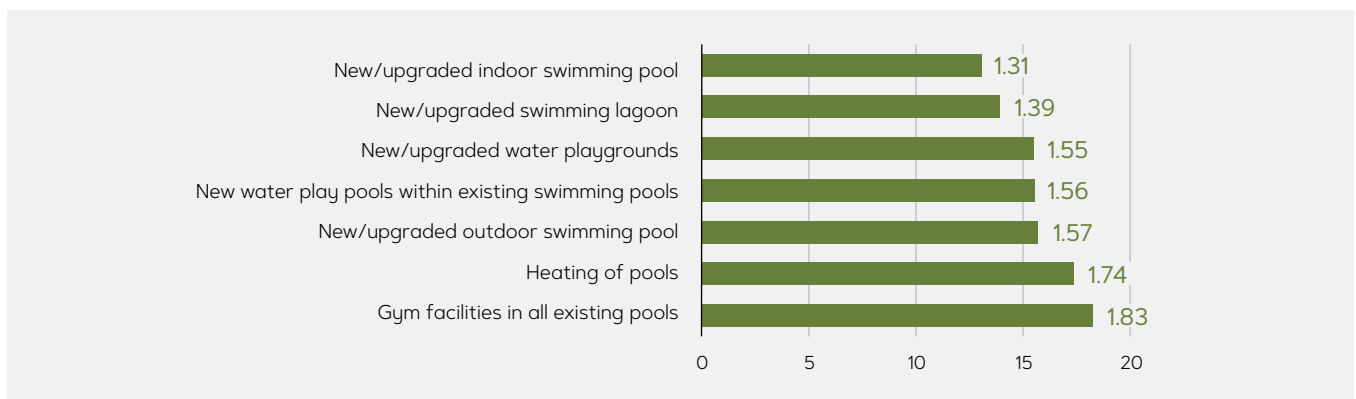 New/upgraded indoor swimming pool 1.31
New/upgraded swimming lagoon 1.39
New/upgraded water playgrounds 1.55
New water play pools within existing swimming pools 1.56
New/upgraded outdoor swimming pool 1.57
Heating of pools 1.74
Gym facilities in all existing pools 1.83
0 5 10 15 20